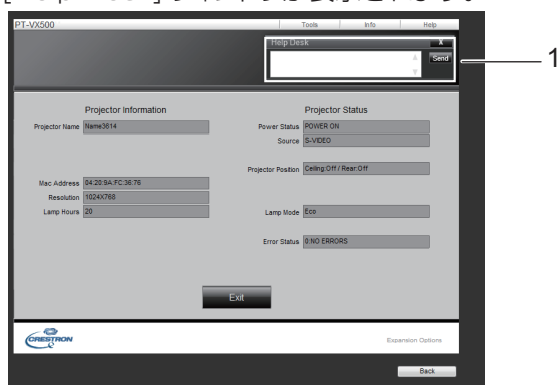 PT-VX500
Tools Info Help
Help Desk X
Send
1
Projector Information
Projector Status
Projector Name Name3614
Power Status POWER ON
Source S-VIDEO
Projector Position Ceiling:Off / Rear:Off
Mac Address 04:20:9A:FC:36:76
Resolution 1024X768
Lamp Hours 20
Lamp Mode Eco
Error Status 0:NO ERRORS
Exit
CRESTRON
Expansion Options
Back